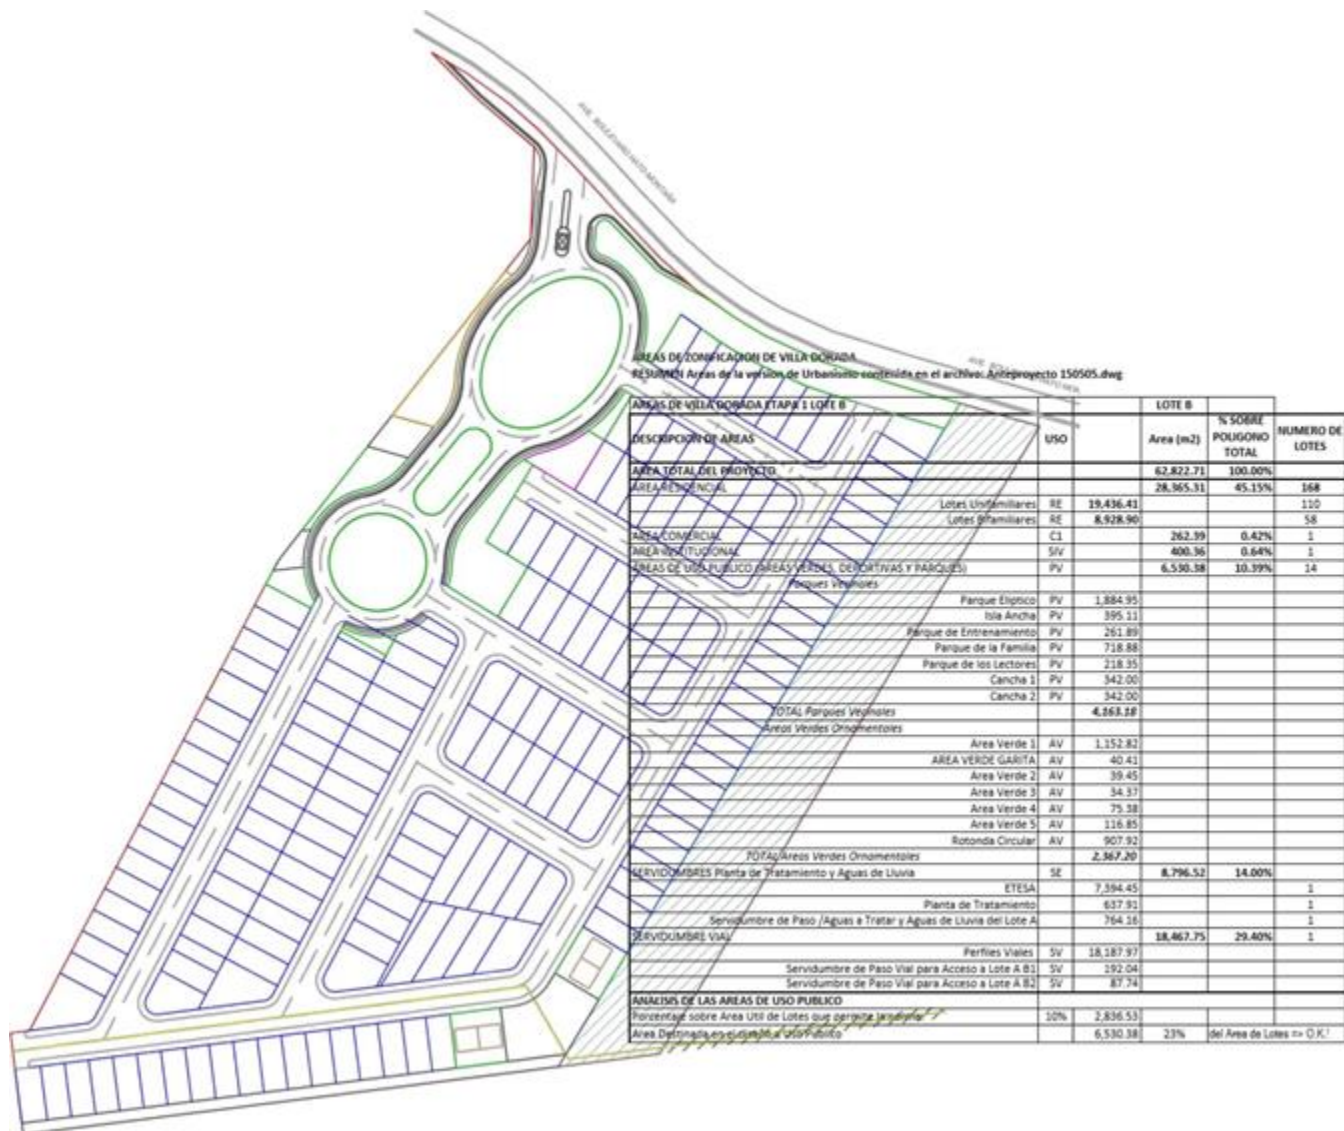 AVE. BOULEVARD HATO MONTAÑA
AVE. BOULEVARD HATO MON
AREAS DE ZONIFICACION DE VILLA DORADA
RESUMEN Areas de la version de Urbanismo contenida en el archivo: Anteproyecto 150505.dwg
AREAS DE VILLA DORADA ETAPA 1 LOTE B LOTE B
DESCRIPCION DE AREAS USO Area (m2) % SOBRE POLIGONO TOTAL NUMERO DE LOTES
AREA TOTAL DEL PROYECTO 62,822.71 100.00%
AREA RESIDENCIAL 28,365.31 45.15% 168
Lotes Unifamiliares RE 19,436.41 110
Lotes Bifamiliares RE 8,928.90 58
AREA COMERCIAL C1 262.39 0.42% 1
AREA INSTITUCIONAL SIV 400.36 0.64% 1
AREAS DE USO PUBLICO (AREAS VERDES, DEPORTIVAS Y PARQUES) PV 6,530.38 10.39% 14
Parques Vecinales
Parque Eliptico PV 1,884.95
Isla Ancha PV 395.11
Parque de Entrenamiento PV 261.89
Parque de la Familia PV 718.88
Parque de los Lectores PV 218.35
Cancha 1 PV 342.00
Cancha 2 PV 342.00
TOTAL Parques Vecinales 4,163.18
Areas Verdes Ornamentales
Area Verde 1 AV 1,152.82
AREA VERDE GARITA AV 40.41
Area Verde 2 AV 39.45
Area Verde 3 AV 34.37
Area Verde 4 AV 75.38
Area Verde 5 AV 116.85
Rotonda Circular AV 907.92
TOTAL Areas Verdes Ornamentales 2,367.20
SERVIDUMBRES Planta de Tratamiento y Aguas de Lluvia SE 8,796.52 14.00%
ETESA 7,394.45 1
Planta de Tratamiento 637.91 1
Servidumbre de Paso /Aguas a Tratar y Aguas de Lluvia del Lote A 764.16 1
SERVIDUMBRE VIAL 18,467.75 29.40% 1
Perfiles Viales SV 18,187.97
Servidumbre de Paso Vial para Acceso a Lote A B1 SV 192.04
Servidumbre de Paso Vial para Acceso a Lote A B2 SV 87.74
ANALISIS DE LAS AREAS DE USO PUBLICO
Porcentaje sobre Area Util de Lotes que permite la norma 10% 2,836.53
Area Destinada en el diseño a Uso Publico 6,530.38 23% del Area de Lotes => O.K.!